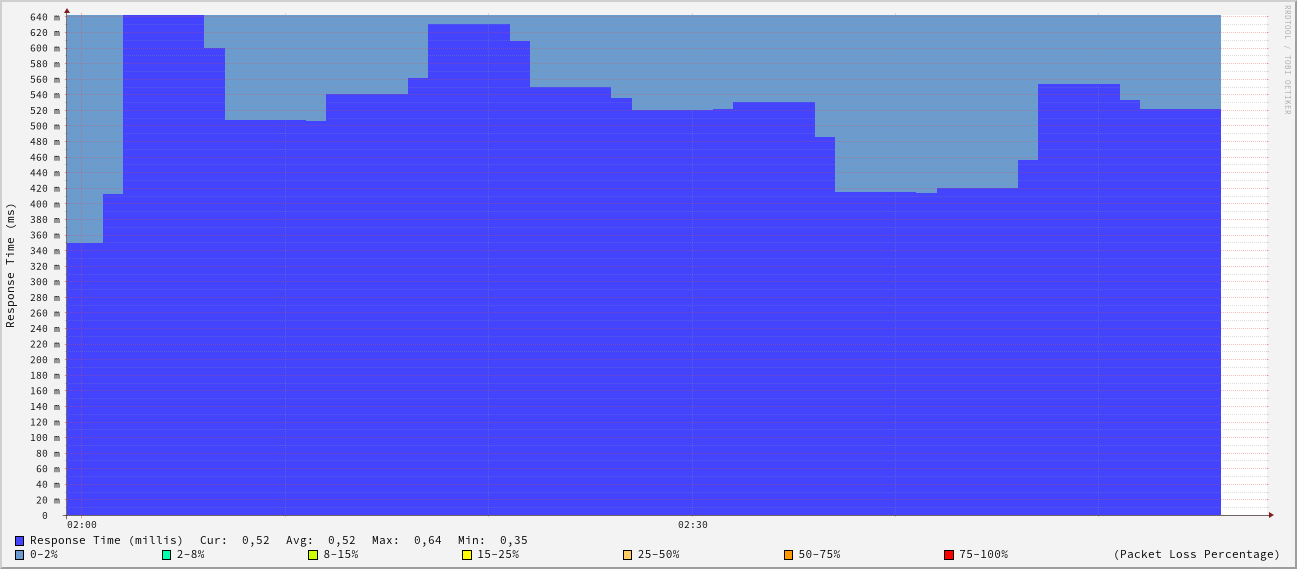 RRDTOOL / TOBI OETIKER
Response Time (ms)
640 m
620 m
600 m
580 m
560 m
540 m
520 m
500 m
480 m
460 m
440 m
420 m
400 m
380 m
360 m
340 m
320 m
300 m
280 m
260 m
240 m
220 m
200 m
180 m
160 m
140 m
120 m
100 m
80 m
60 m
40 m
20 m
0
02:00 02:30
Response Time (millis) Cur: 0,52 Avg: 0,52 Max: 0,64 Min: 0,35
0-2% 2-8% 8-15% 15-25% 25-50% 50-75% 75-100% (Packet Loss Percentage)